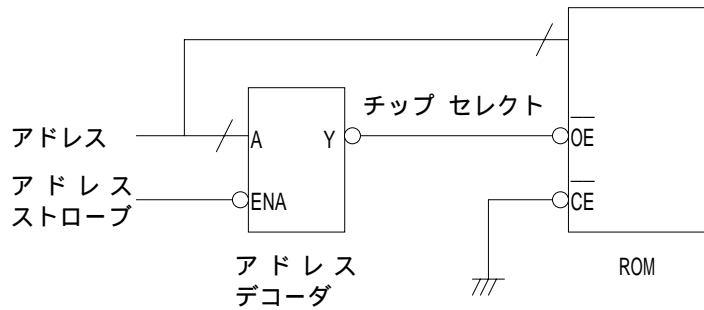 チップ セレクト
アドレス
A
Y
OE
ア ド レ ス
ストローブ
ENA
CE
ア ド レ ス
デコーダ
ROM